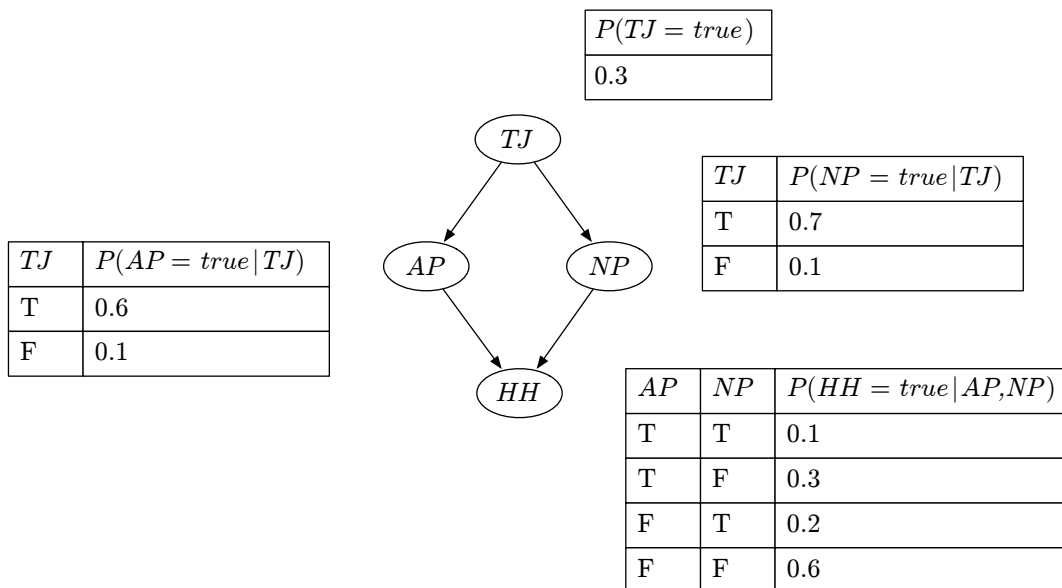 P(TJ = true)
0.3
TJ
TJ P(NP = true|TJ)
T 0.7
F 0.1
TJ P(AP = true|TJ)
T 0.6
F 0.1
AP
NP
HH
AP NP P(HH = true|AP,NP)
T T 0.1
T F 0.3
F T 0.2
F F 0.6